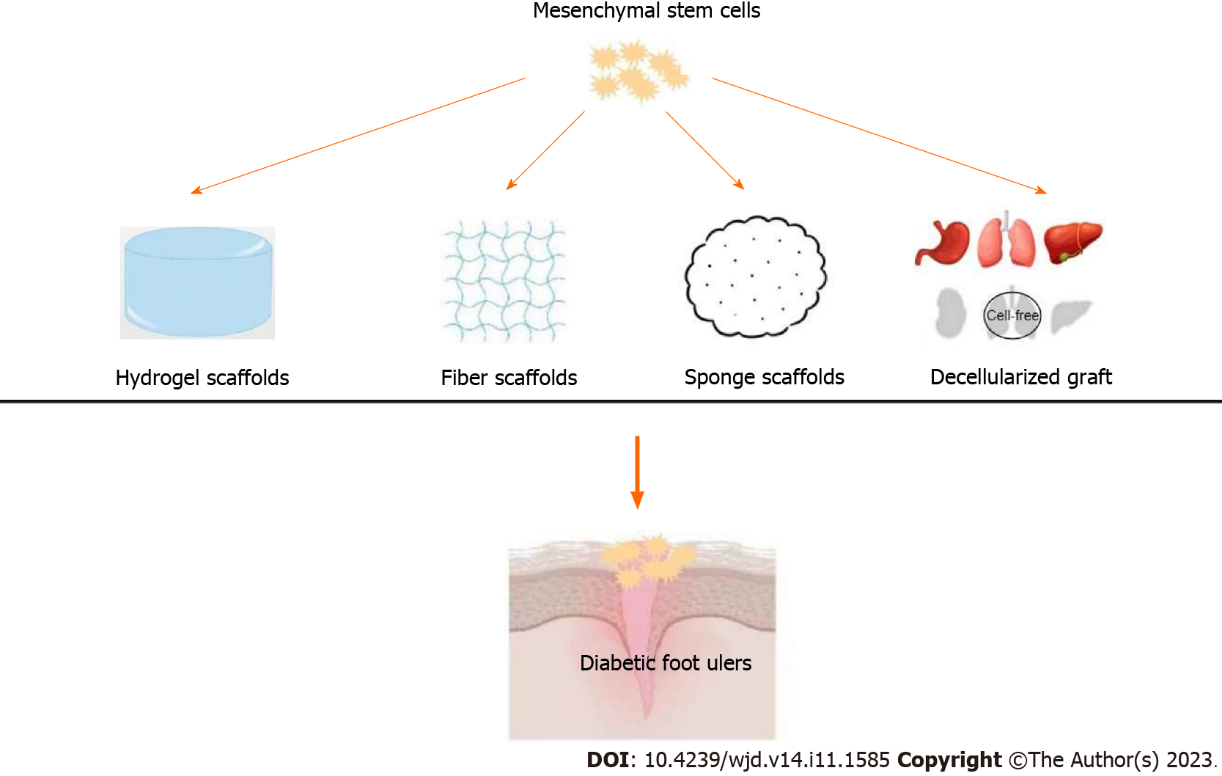 Mesenchymal stem cells
Cell-free
Hydrogel scaffolds
Fiber scaffolds
Sponge scaffolds
Decellularized graft
Diabetic foot ulers
DOI: 10.4239/wjd.v14.i11.1585 Copyright ©The Author(s) 2023.